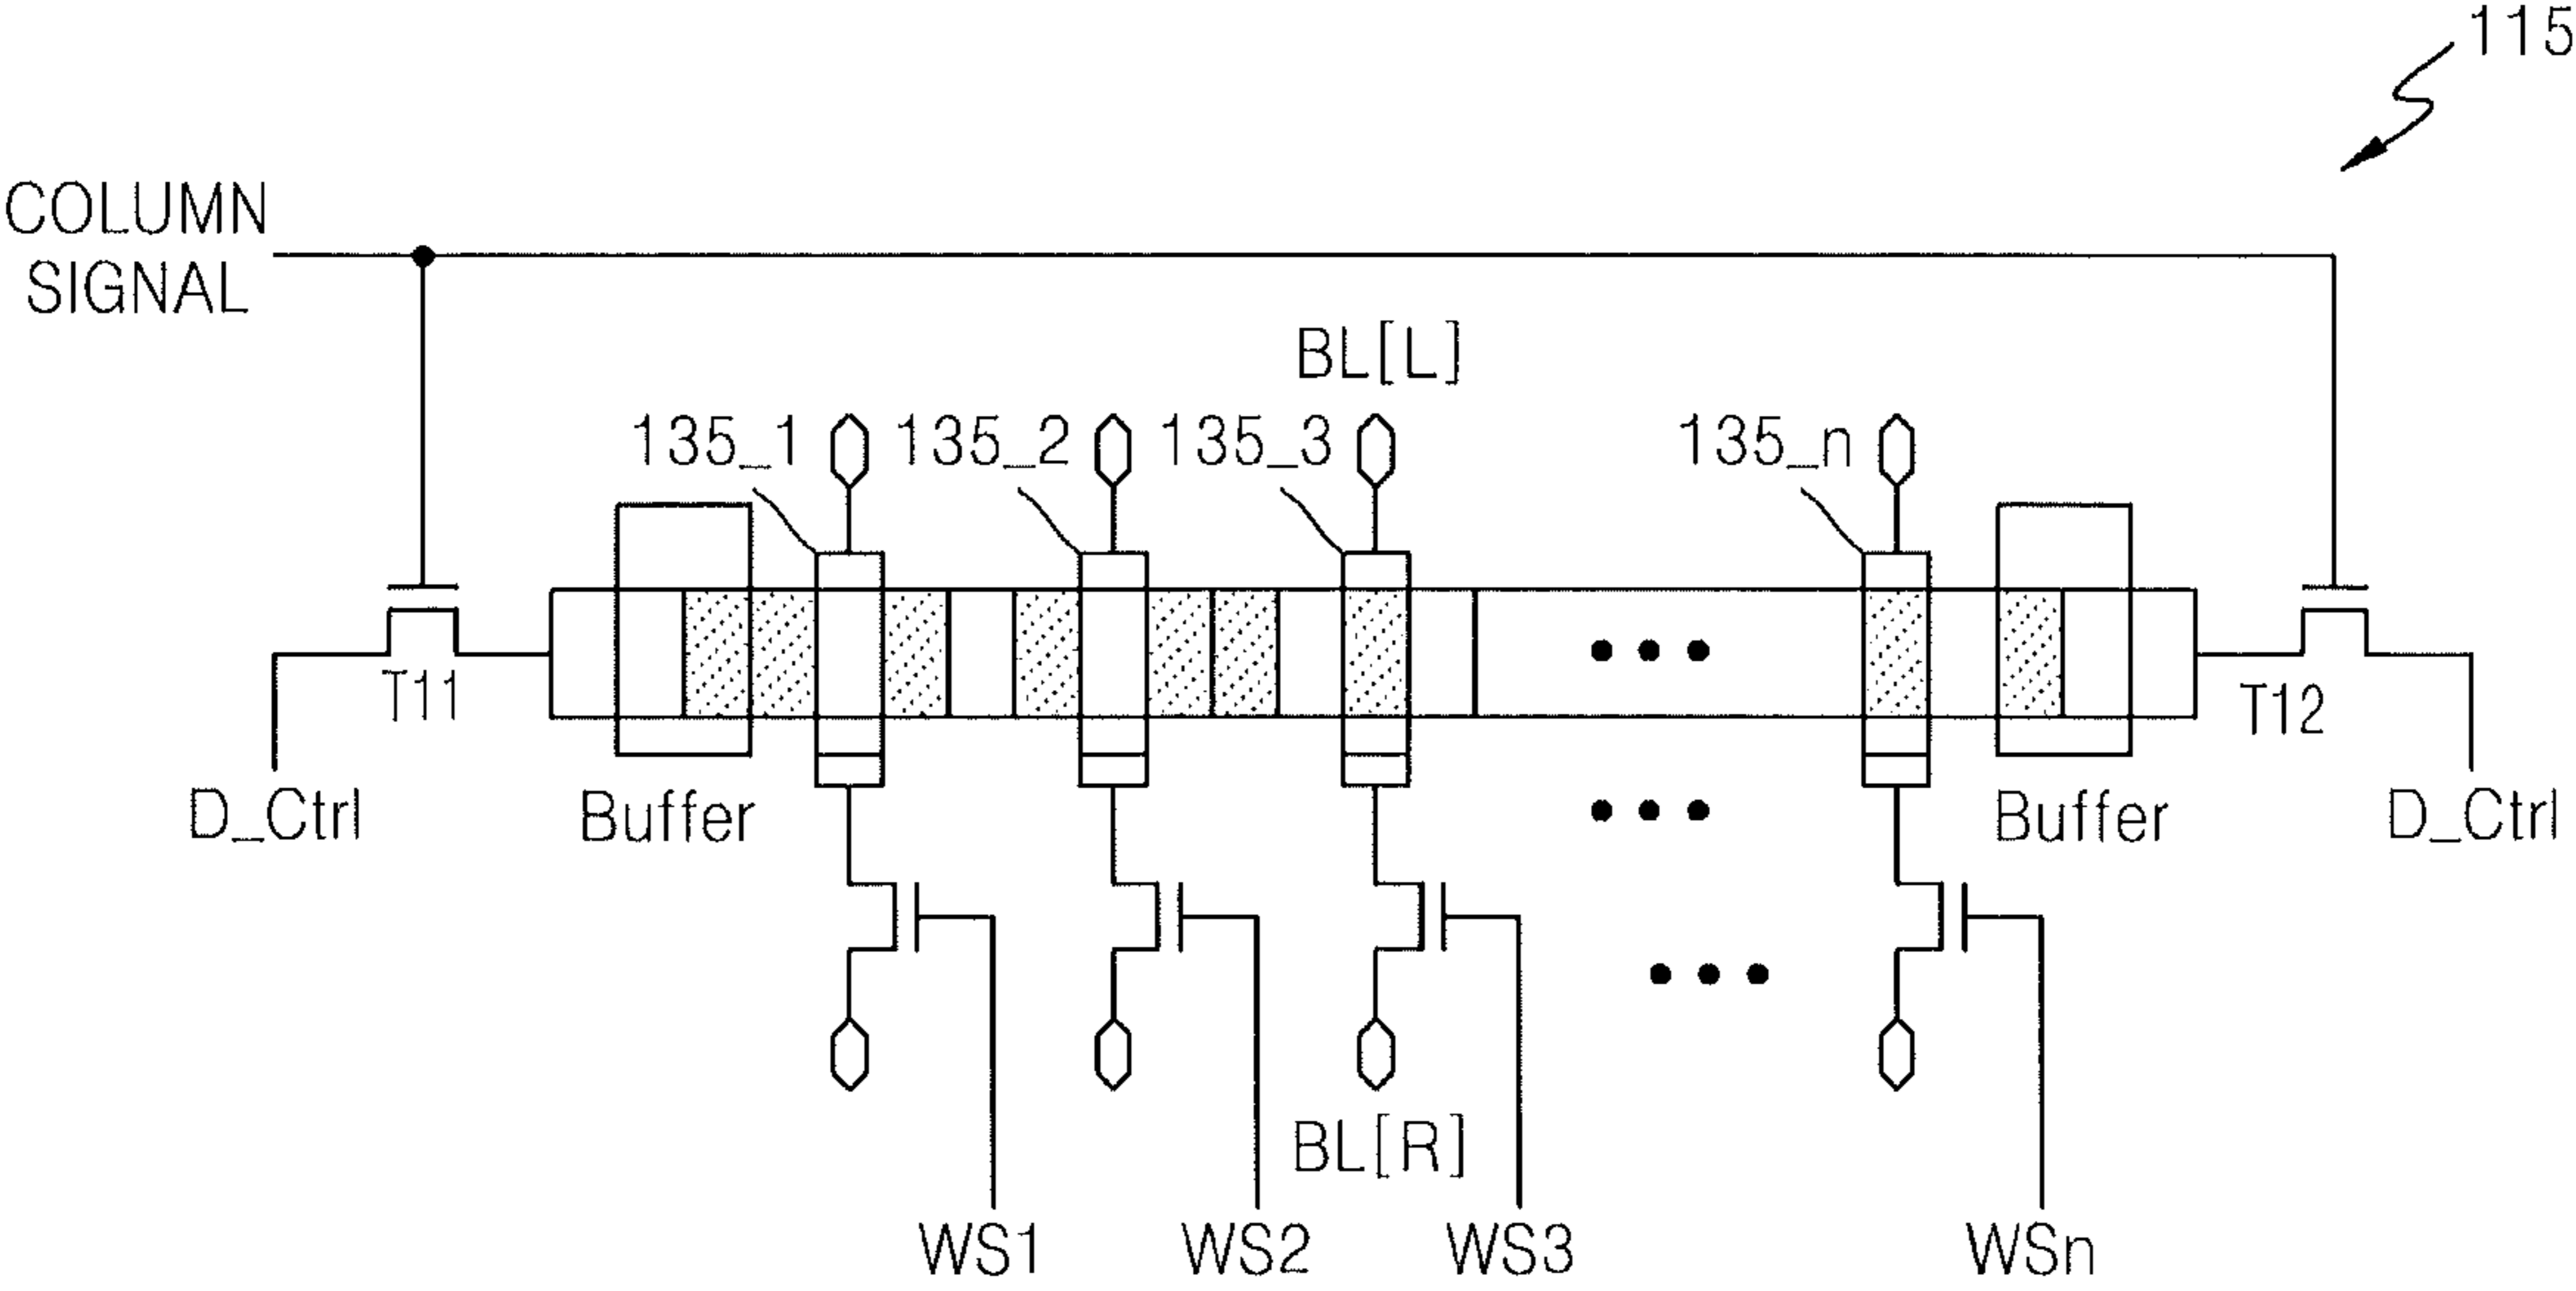 115
COLUMN
SIGNAL
BL[L]
135_1 135_2 135_3 135_n
T11 T12
D_Ctrl Buffer Buffer D_Ctrl
BL[R]
WS1 WS2 WS3 WSn